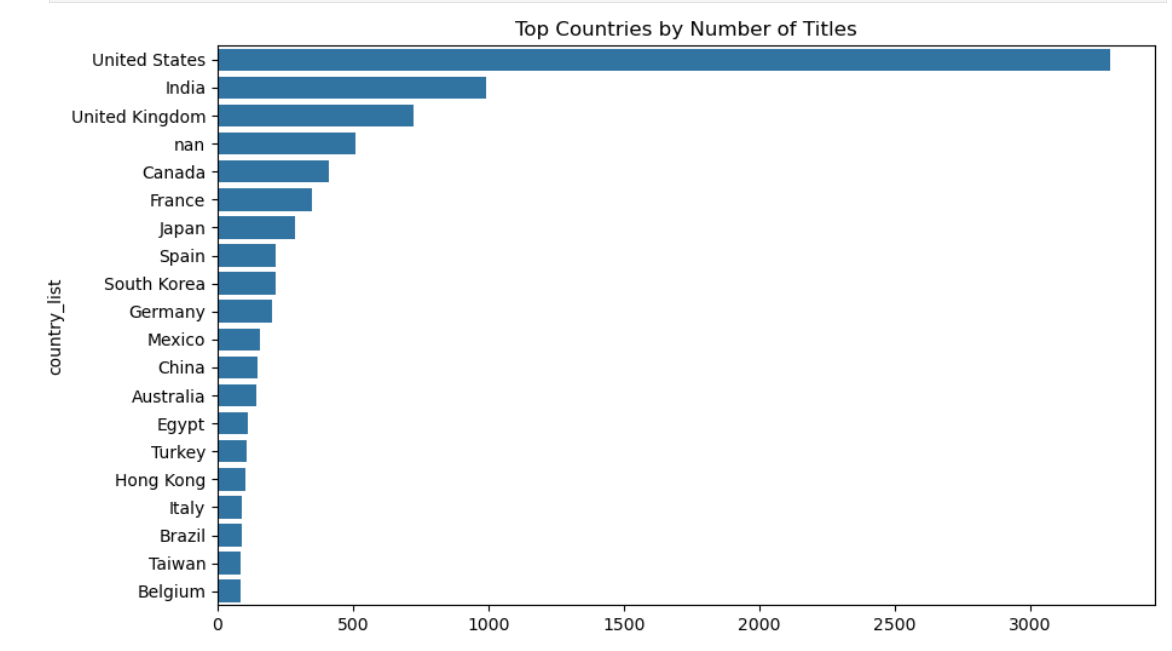 Top Countries by Number of Titles
country_list
United States
India
United Kingdom
nan
Canada
France
Japan
Spain
South Korea
Germany
Mexico
China
Australia
Egypt
Turkey
Hong Kong
Italy
Brazil
Taiwan
Belgium
0 500 1000 1500 2000 2500 3000